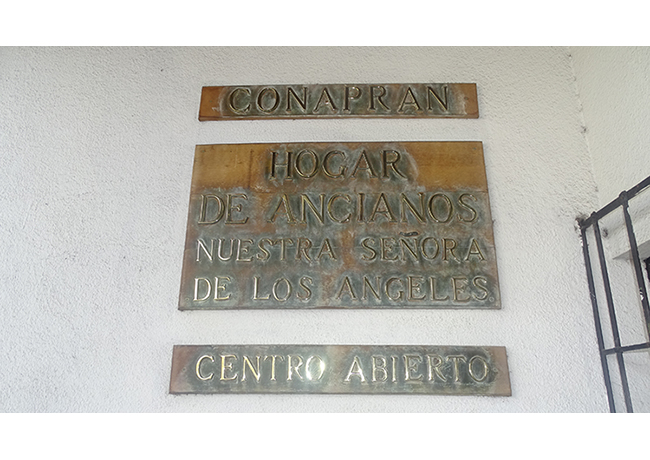 CONAPRAN
HOGAR
DE ANCIANOS
NUESTRA SEÑORA
DE LOS ANGELES
CENTRO ABIERTO